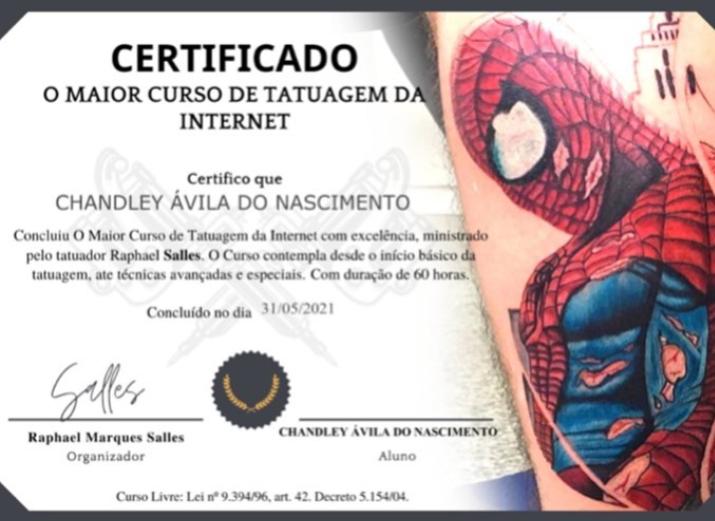 CERTIFICADO
O MAIOR CURSO DE TATUAGEM DA
INTERNET
Certifico que
CHANDLEY ÁVILA DO NASCIMENTO
Concluiu O Maior Curso de Tatuagem da Internet com excelência, ministrado
pelo tatuador Raphael Salles. O Curso contempla desde o início básico da
tatuagem, ate técnicas avançadas e especiais. Com duração de 60 horas.
Concluído no dia 31/05/2021
Salles
Raphael Marques Salles
Organizador
CHANDLEY ÁVILA DO NASCIMENTO
Aluno
Curso Livre: Lei nº 9.394/96, art. 42. Decreto 5.154/04.